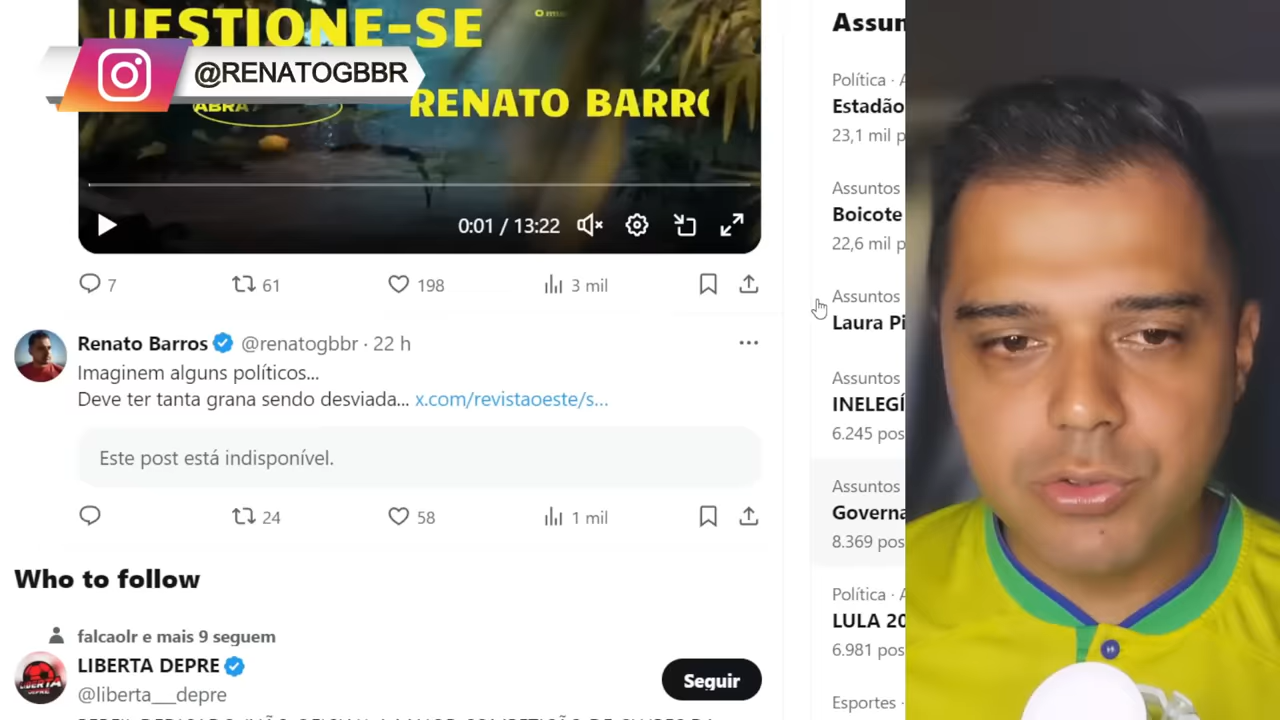 UESTIONE-SE
@RENATOGBBR
ABRA
RENATO BARR
0:01 / 13:22
7
61
198
3 mil
Renato Barros @renatogbbr · 22 h
Imaginem alguns políticos...
Deve ter tanta grana sendo desviada... x.com/revistaoeste/s...
Este post está indisponível.
24
58
1 mil
Who to follow
falcaolr e mais 9 seguem
LIBERTA DEPRE
@liberta___depre
Seguir
Assun
Política ·
Estadão
23,1 mil p
Assuntos
Boicote
22,6 mil p
Assuntos
Laura Pi
Assuntos
INELEGÍ
6.245 pos
Assuntos
Governa
8.369 pos
Política ·
LULA 20
6.981 pos
Esportes ·